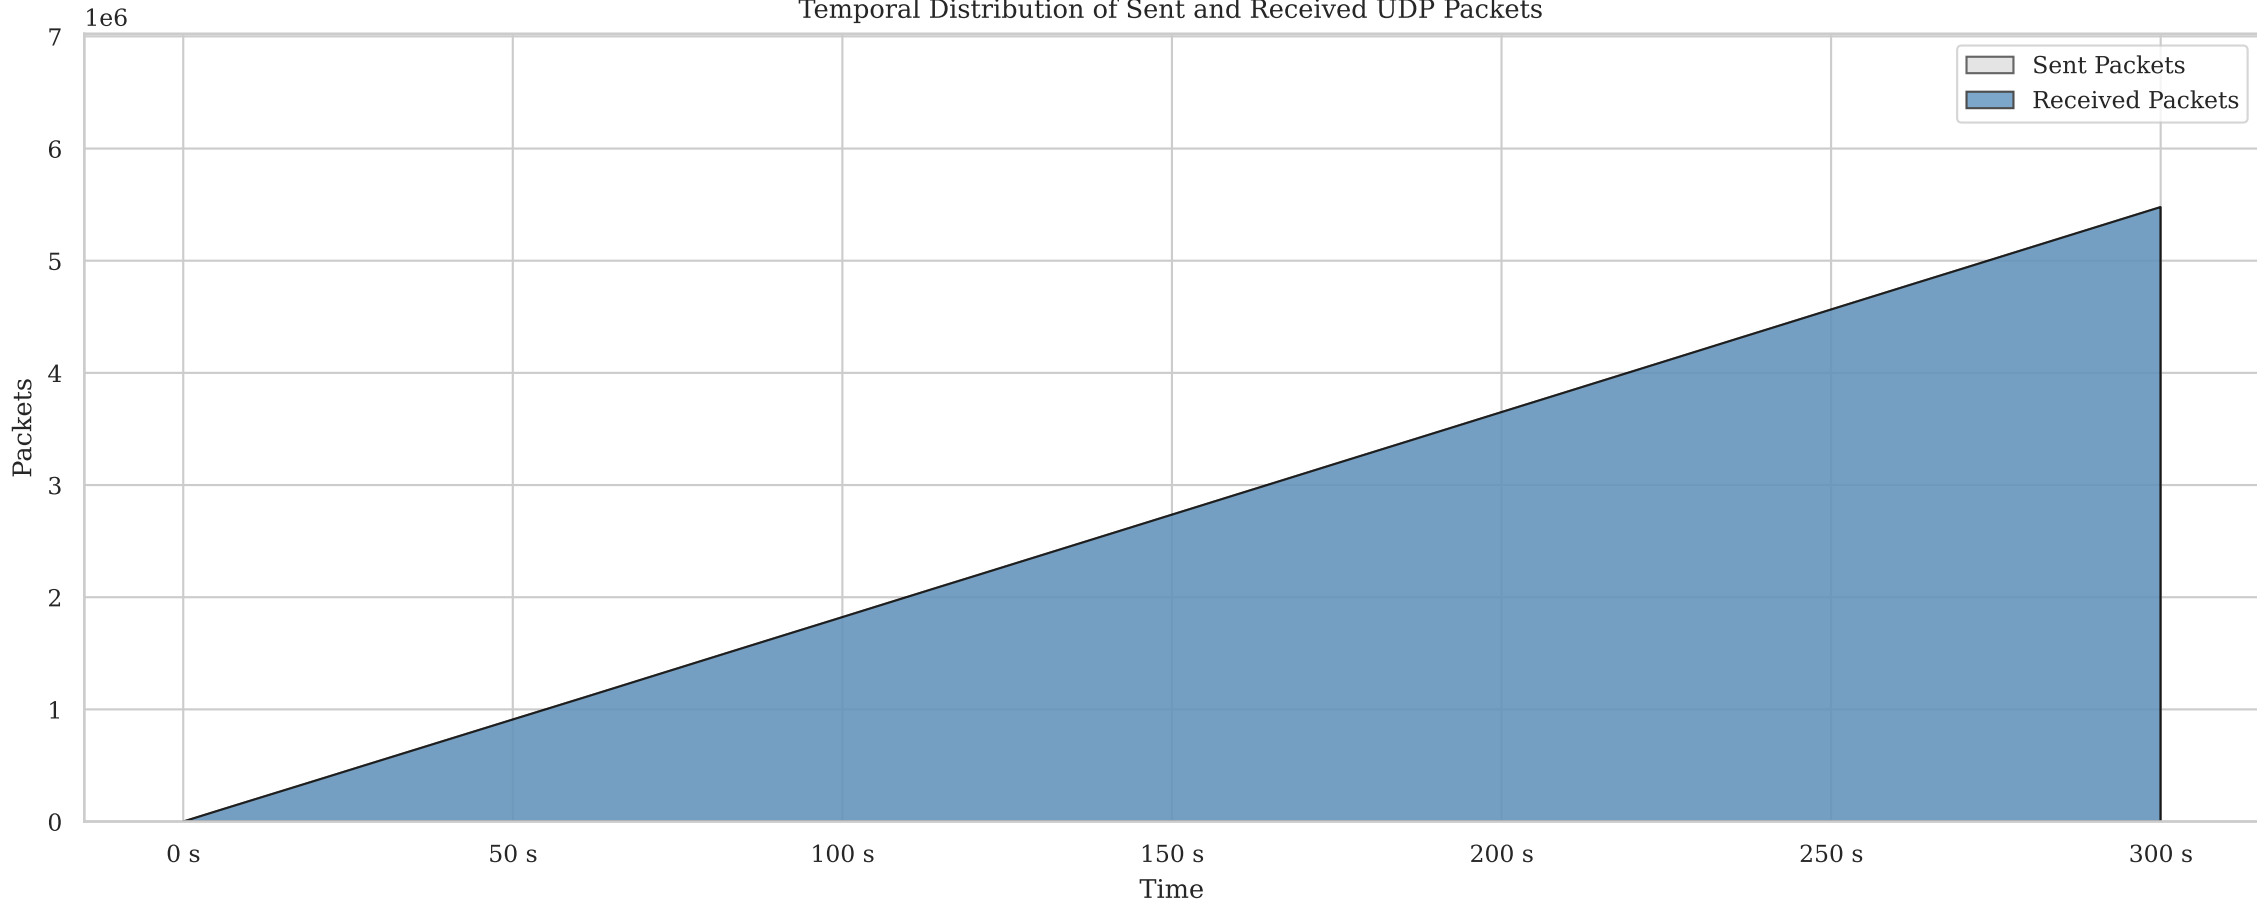 Temporal Distribution of Sent and Received UDP Packets
1e6
7
6
5
4
3
2
1
0
Packets
Sent Packets
Received Packets
0 s
50 s
100 s
150 s
200 s
250 s
300 s
Time